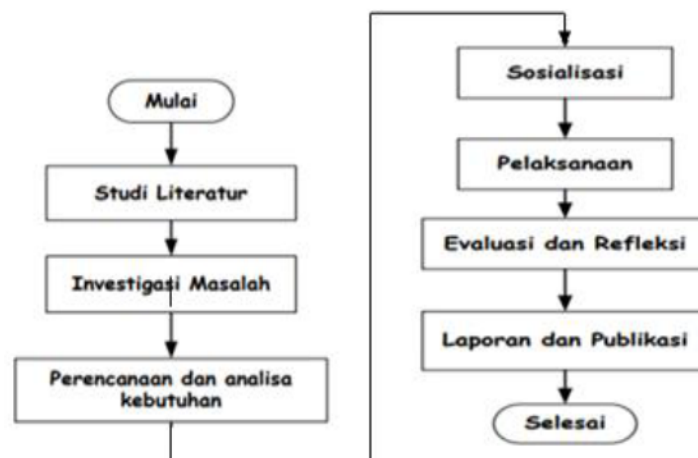 Mulai
Studi Literatur
Investigasi Masalah
Perencanaan dan analisa
kebutuhan
Sosialisasi
Pelaksanaan
Evaluasi dan Refleksi
Laporan dan Publikasi
Selesai